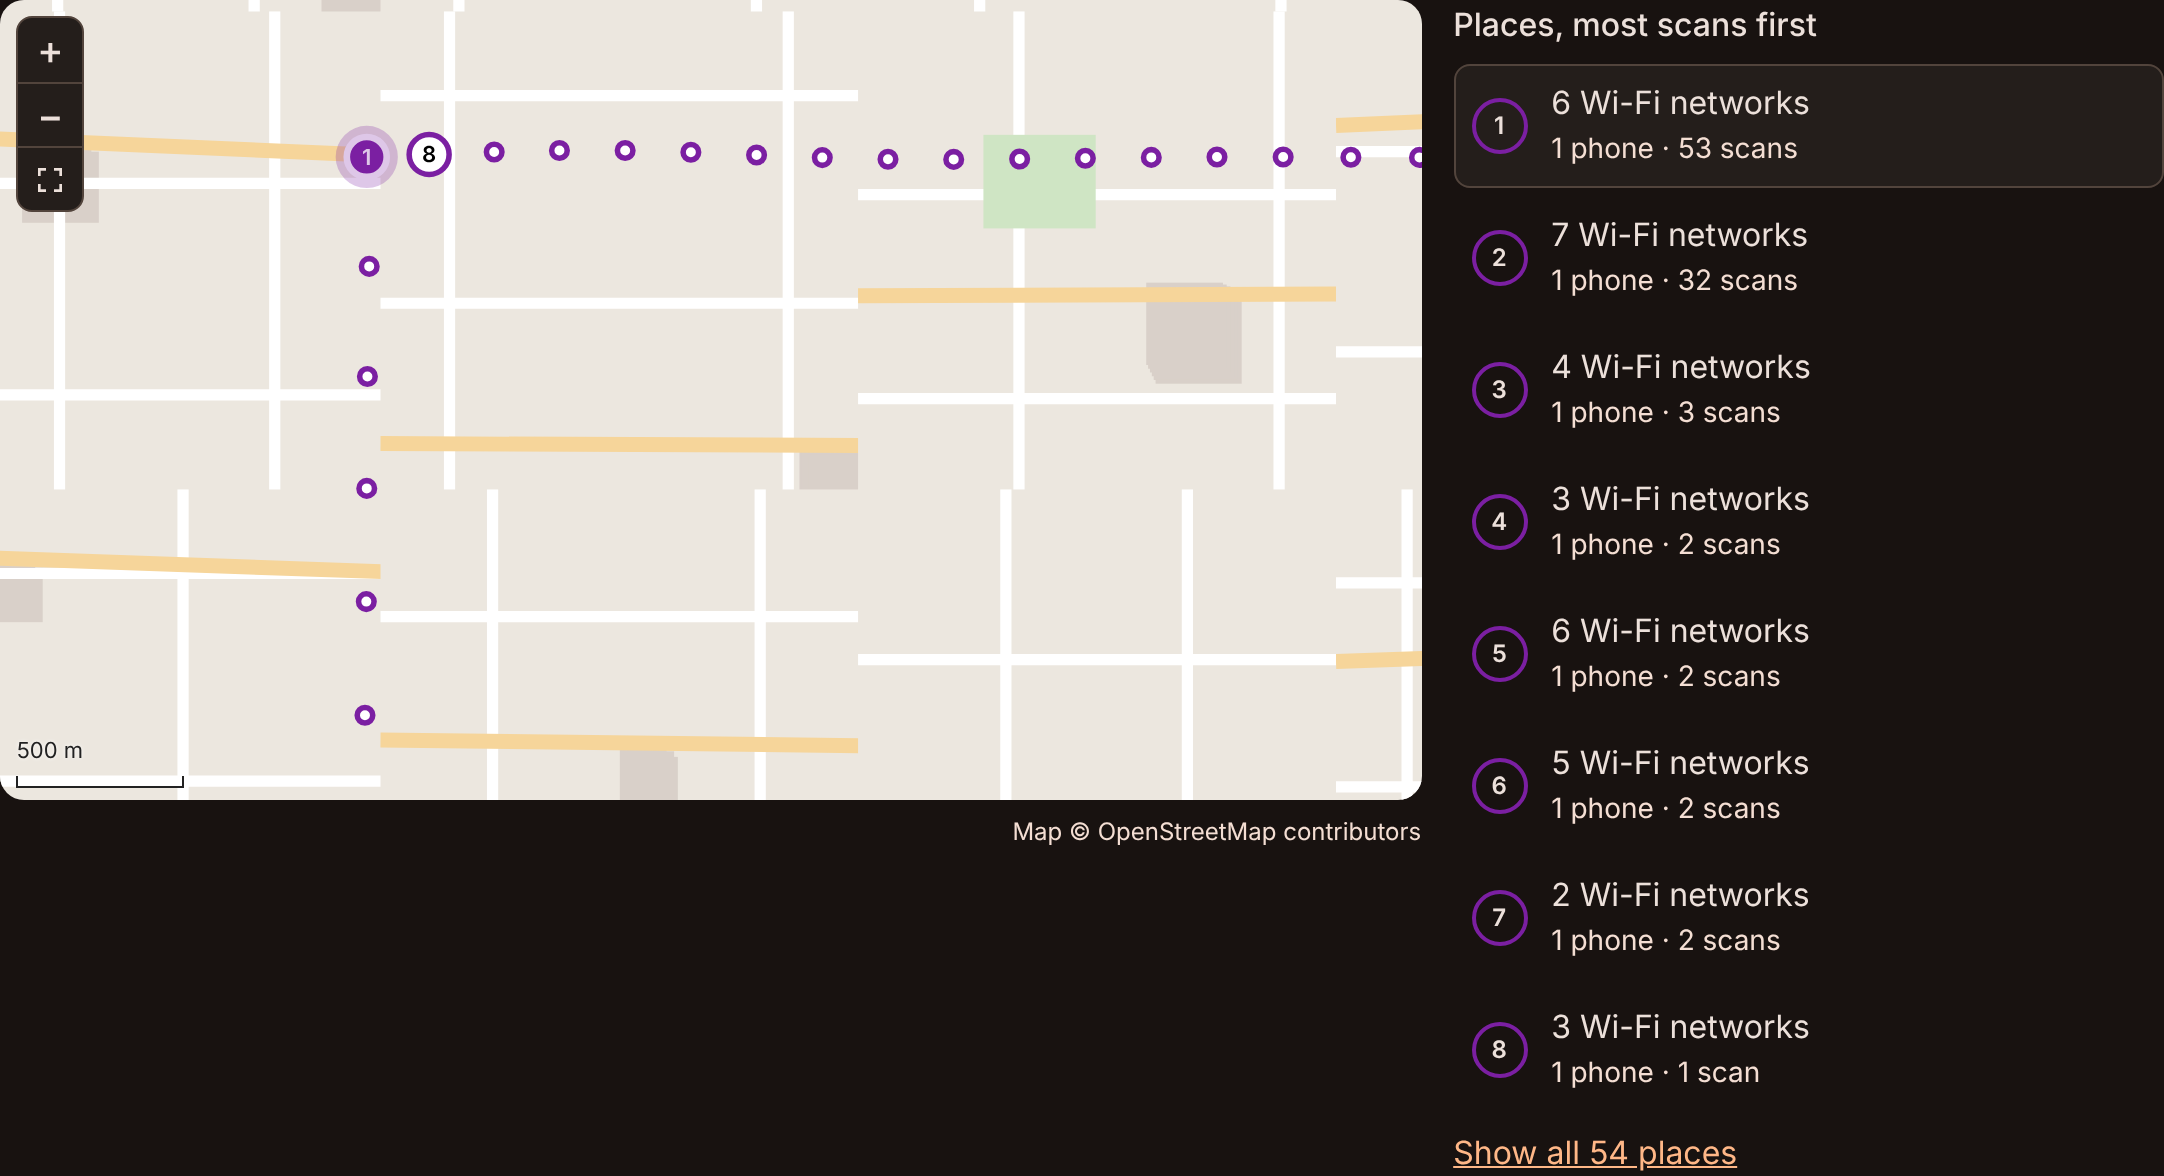 +
−
1
8
500 m
Map © OpenStreetMap contributors
Places, most scans first
1
6 Wi-Fi networks
1 phone · 53 scans
2
7 Wi-Fi networks
1 phone · 32 scans
3
4 Wi-Fi networks
1 phone · 3 scans
4
3 Wi-Fi networks
1 phone · 2 scans
5
6 Wi-Fi networks
1 phone · 2 scans
6
5 Wi-Fi networks
1 phone · 2 scans
7
2 Wi-Fi networks
1 phone · 2 scans
8
3 Wi-Fi networks
1 phone · 1 scan
Show all 54 places